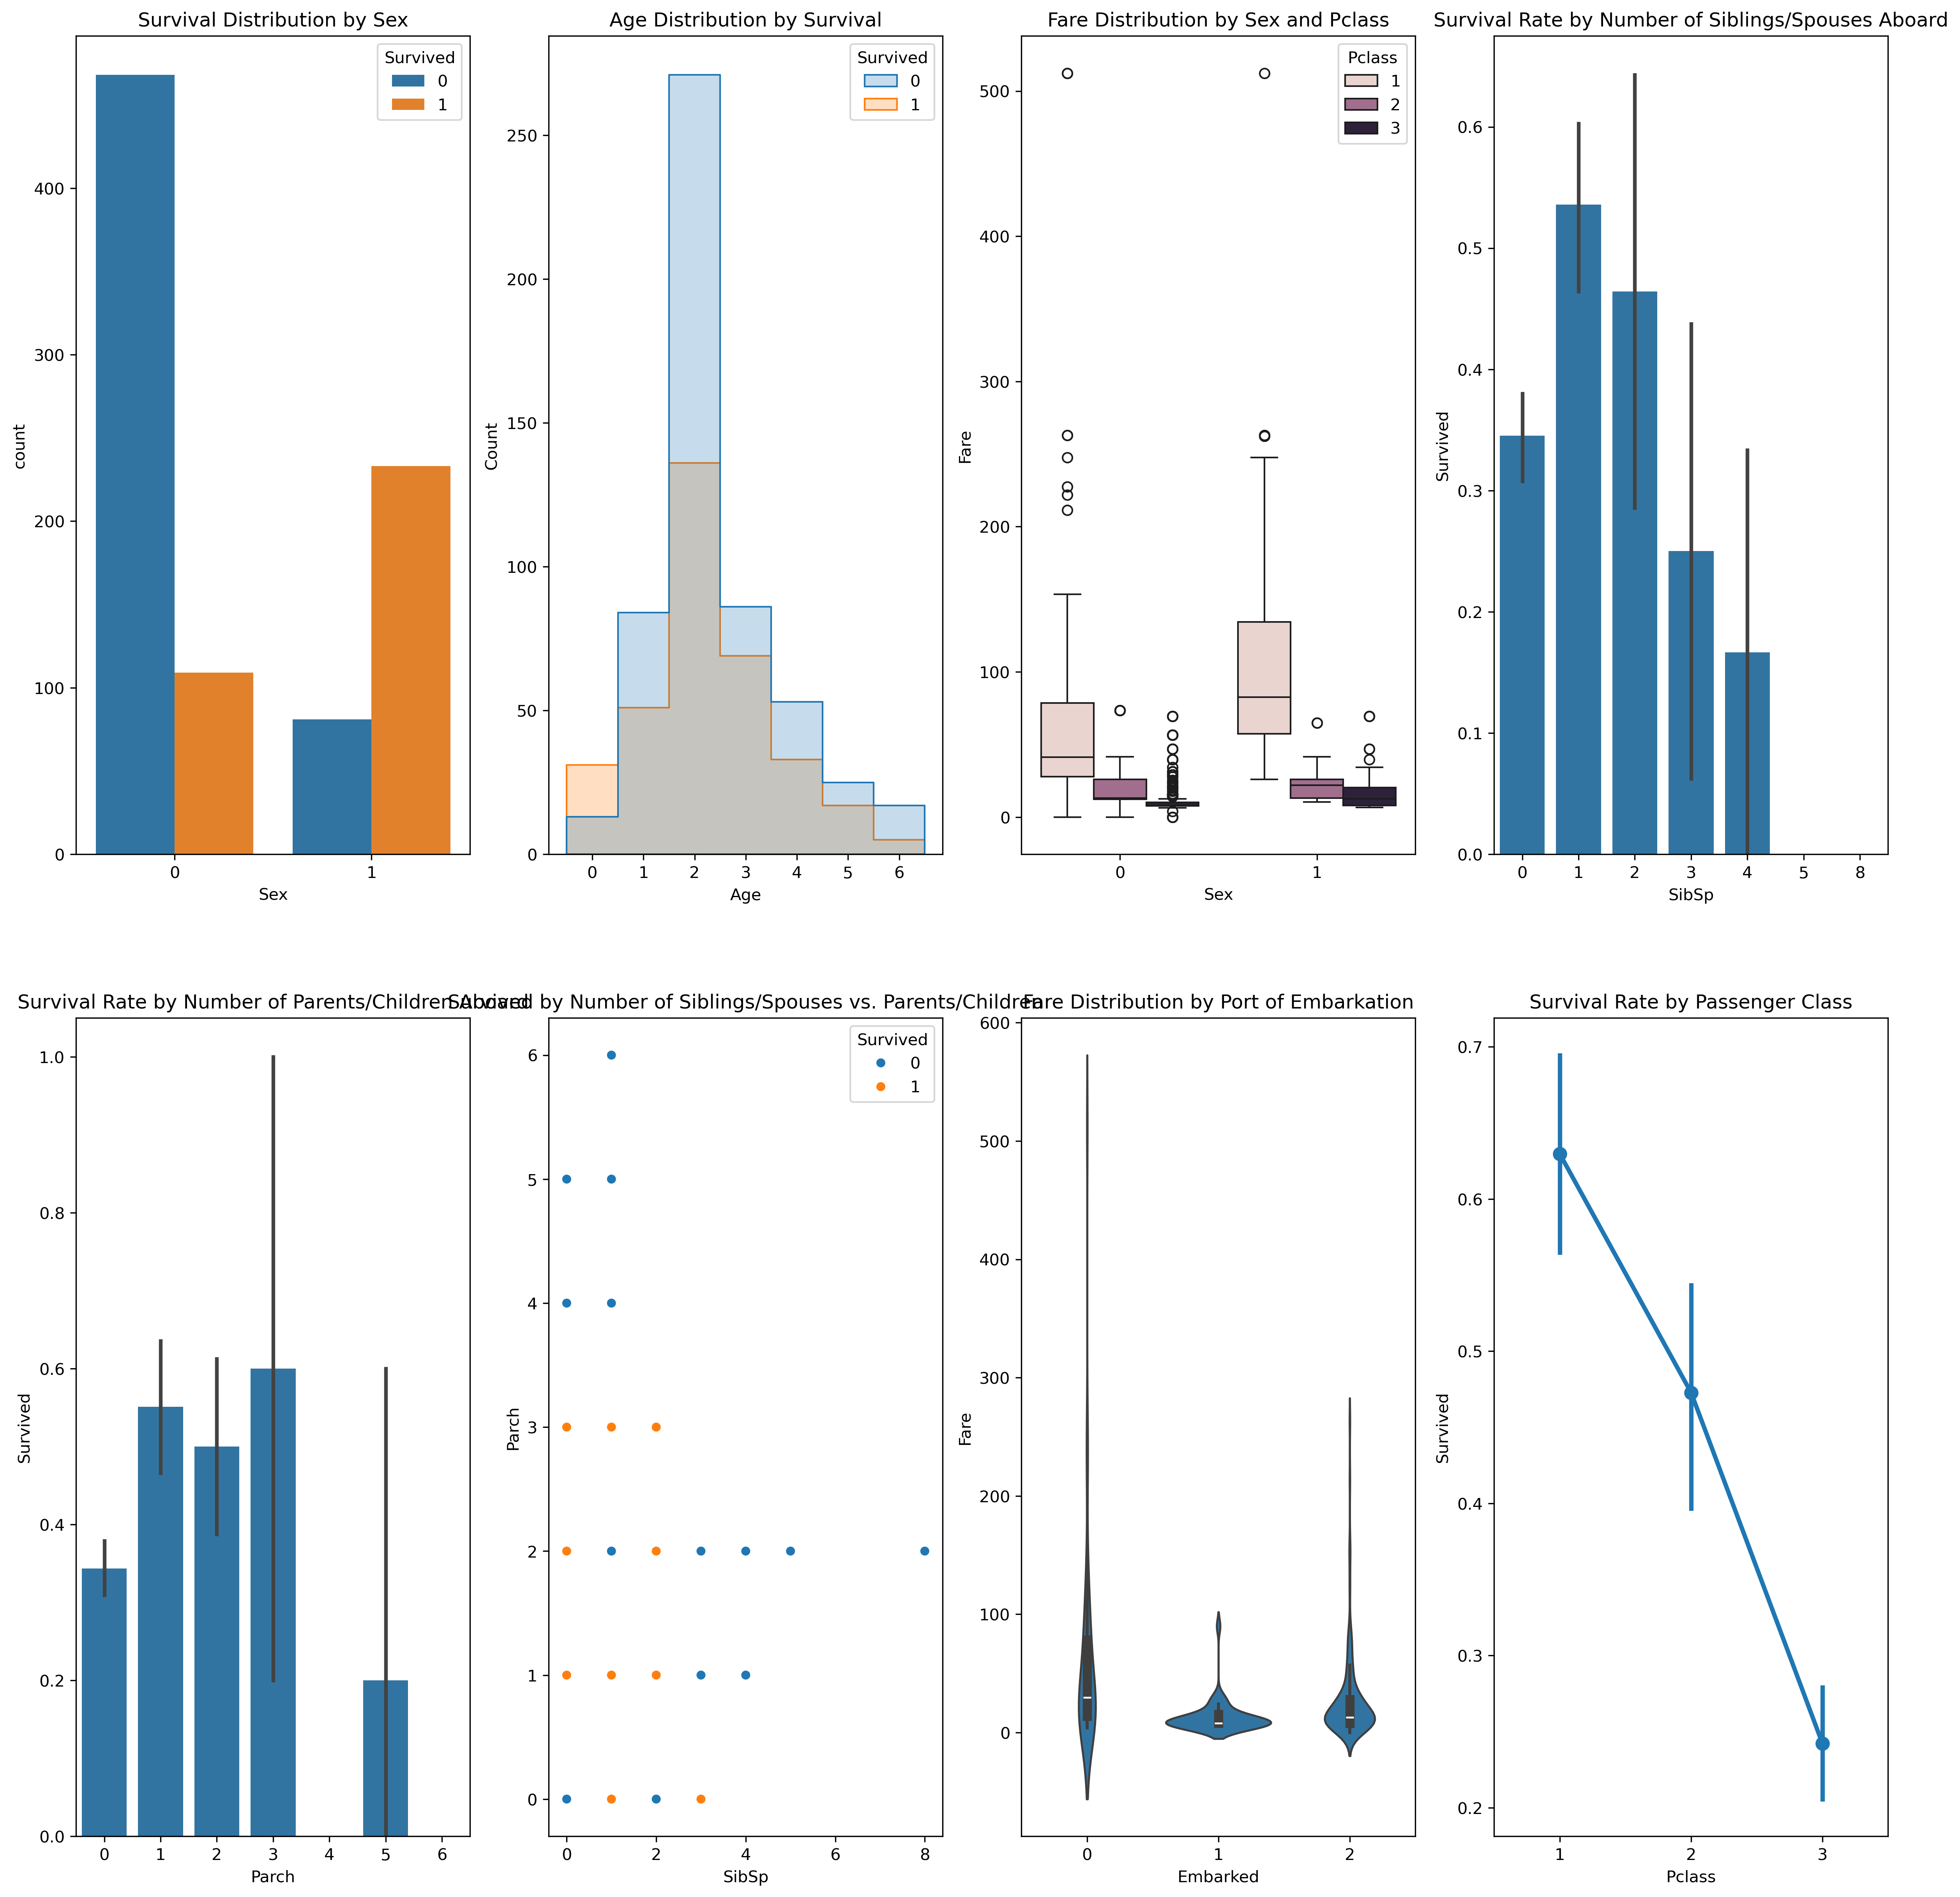 Survival Distribution by Sex
Survived
0
1
400
300
200
100
0
count
0 1
Sex
Age Distribution by Survival
Survived
0
1
250
200
150
100
50
0
Count
0 1 2 3 4 5 6
Age
Fare Distribution by Sex and Pclass
Pclass
1
2
3
500
400
300
200
100
0
Fare
0 1
Sex
Survival Rate by Number of Siblings/Spouses Aboard
0.6
0.5
0.4
0.3
0.2
0.1
0.0
Survived
0 1 2 3 4 5 8
SibSp
Survival Rate by Number of Parents/Children Aboard
1.0
0.8
0.6
0.4
0.2
0.0
Survived
0 1 2 3 4 5 6
Parch
Survived by Number of Siblings/Spouses vs. Parents/Children
Survived
0
1
6
5
4
3
2
1
0
Parch
0 2 4 6 8
SibSp
Fare Distribution by Port of Embarkation
600
500
400
300
200
100
0
Fare
0 1 2
Embarked
Survival Rate by Passenger Class
0.7
0.6
0.5
0.4
0.3
0.2
Survived
1 2 3
Pclass